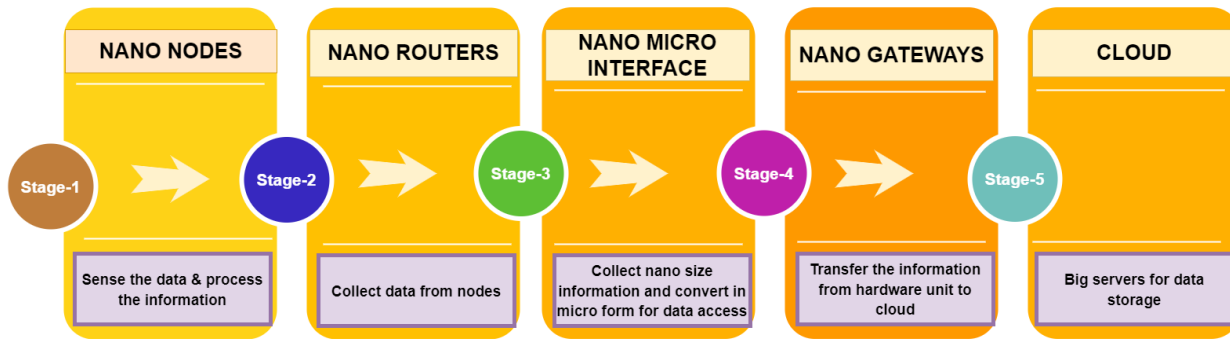 NANO NODES
NANO ROUTERS
NANO MICRO
INTERFACE
NANO GATEWAYS
CLOUD
Stage-1
Stage-2
Stage-3
Stage-4
Stage-5
Sense the data & process
the information
Collect data from nodes
Collect nano size
information and convert in
micro form for data access
Transfer the information
from hardware unit to
cloud
Big servers for data
storage